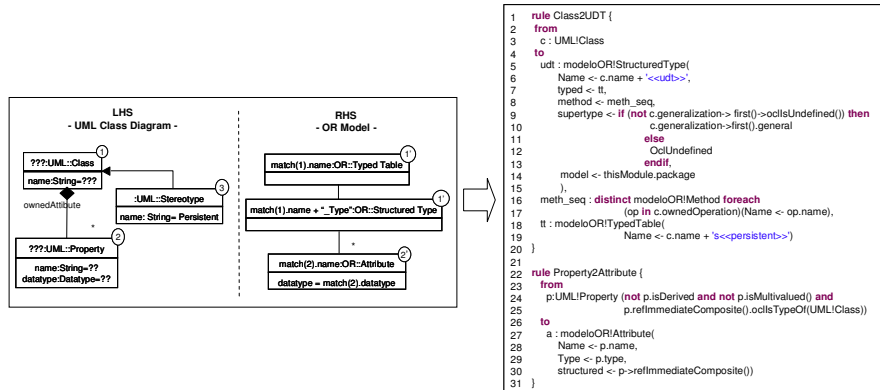 LHS
- UML Class Diagram -
1
???:UML::Class
name:String=???
ownedAttibute
*
3
:UML::Stereotype
name: String= Persistent
2
???:UML::Property
name:String=??
datatype:Datatype=??
RHS
- OR Model -
1'
match(1).name:OR::Typed Table
1'
match(1).name + "_Type":OR::Structured Type
*
2'
match(2).name:OR::Attribute
datatype = match(2).datatype
1 rule Class2UDT {
2 from
3 c : UML!Class
4 to
5 udt : modeloOR!StructuredType(
6 Name <- c.name + '<<udt>>',
7 typed <- tt,
8 method <- meth_seq,
9 supertype <- if (not c.generalization-> first()->oclIsUndefined()) then
10 c.generalization->first().general
11 else
12 OclUndefined
13 endif,
14 model <- thisModule.package
15 ),
16 meth_seq : distinct modeloOR!Method foreach
17 (op in c.ownedOperation)(Name <- op.name),
18 tt : modeloOR!TypedTable(
19 Name <- c.name + 's<<persistent>>')
20 }
21
22 rule Property2Attribute {
23 from
24 p:UML!Property (not p.isDerived and not p.isMultivalued() and
25 p.refImmediateComposite().oclIsTypeOf(UML!Class))
26 to
27 a : modeloOR!Attribute(
28 Name <- p.name,
29 Type <- p.type,
30 structured <- p->refImmediateComposite())
31 }